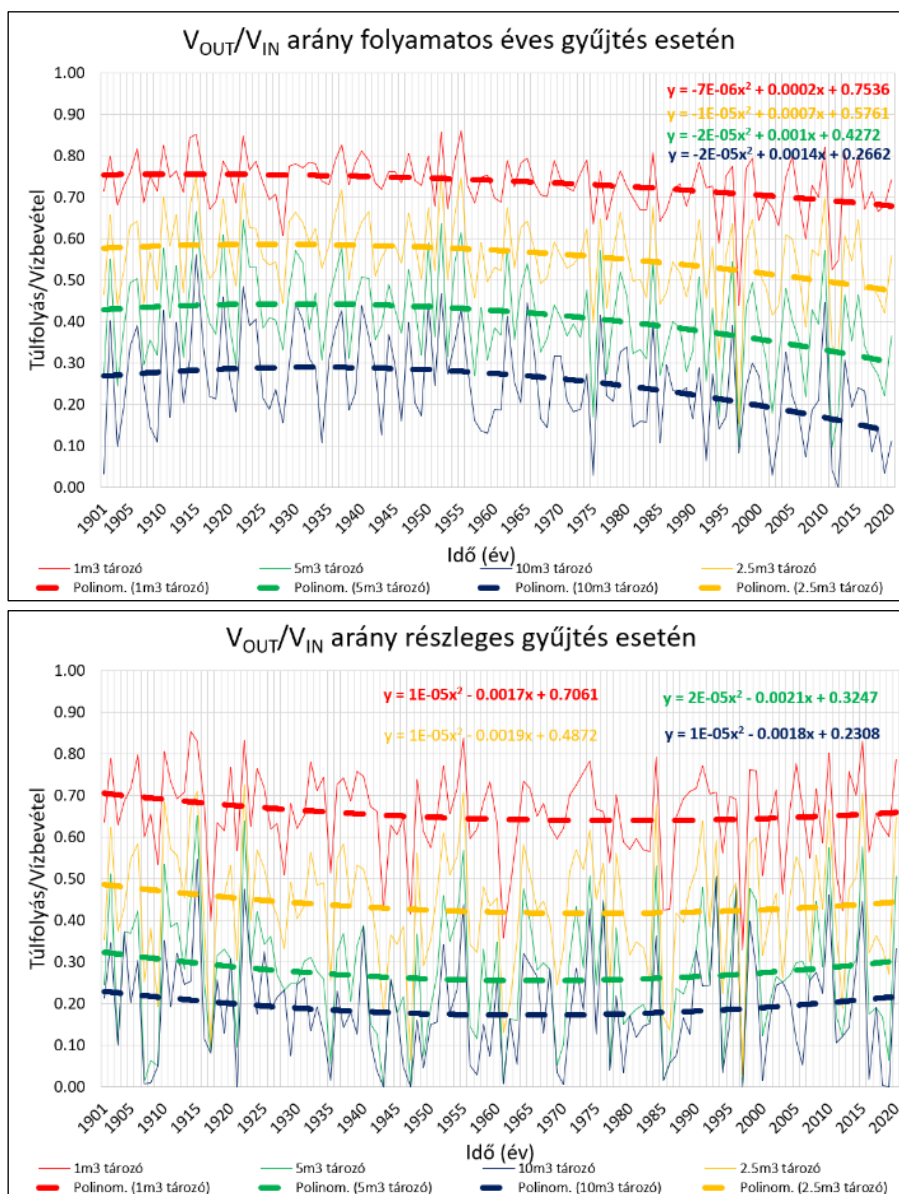 V_OUT/V_IN arány folyamatos éves gyűjtés esetén
y = -7E-06x² + 0.0002x + 0.7536
y = -1E-05x² + 0.0007x + 0.5761
y = -2E-05x² + 0.001x + 0.4272
y = -2E-05x² + 0.0014x + 0.2662
Túlfolyás/Vízbevétel
1.00
0.90
0.80
0.70
0.60
0.50
0.40
0.30
0.20
0.10
0.00
1901 1905 1910 1915 1920 1925 1930 1935 1940 1945 1950 1955 1960 1965 1970 1975 1980 1985 1990 1995 2000 2005 2010 2015 2020
Idő (év)
1m3 tározó 5m3 tározó 10m3 tározó 2.5m3 tározó
Polinom. (1m3 tározó) Polinom. (5m3 tározó) Polinom. (10m3 tározó) Polinom. (2.5m3 tározó)
V_OUT/V_IN arány részleges gyűjtés esetén
y = 1E-05x² - 0.0017x + 0.7061 y = 2E-05x² - 0.0021x + 0.3247
y = 1E-05x² - 0.0019x + 0.4872 y = 1E-05x² - 0.0018x + 0.2308
Túlfolyás/Vízbevétel
1.00
0.90
0.80
0.70
0.60
0.50
0.40
0.30
0.20
0.10
0.00
1901 1905 1910 1915 1920 1925 1930 1935 1940 1945 1950 1955 1960 1965 1970 1975 1980 1985 1990 1995 2000 2005 2010 2015 2020
Idő (év)
1m3 tározó 5m3 tározó 10m3 tározó 2.5m3 tározó
Polinom. (1m3 tározó) Polinom. (5m3 tározó) Polinom. (10m3 tározó) Polinom. (2.5m3 tározó)